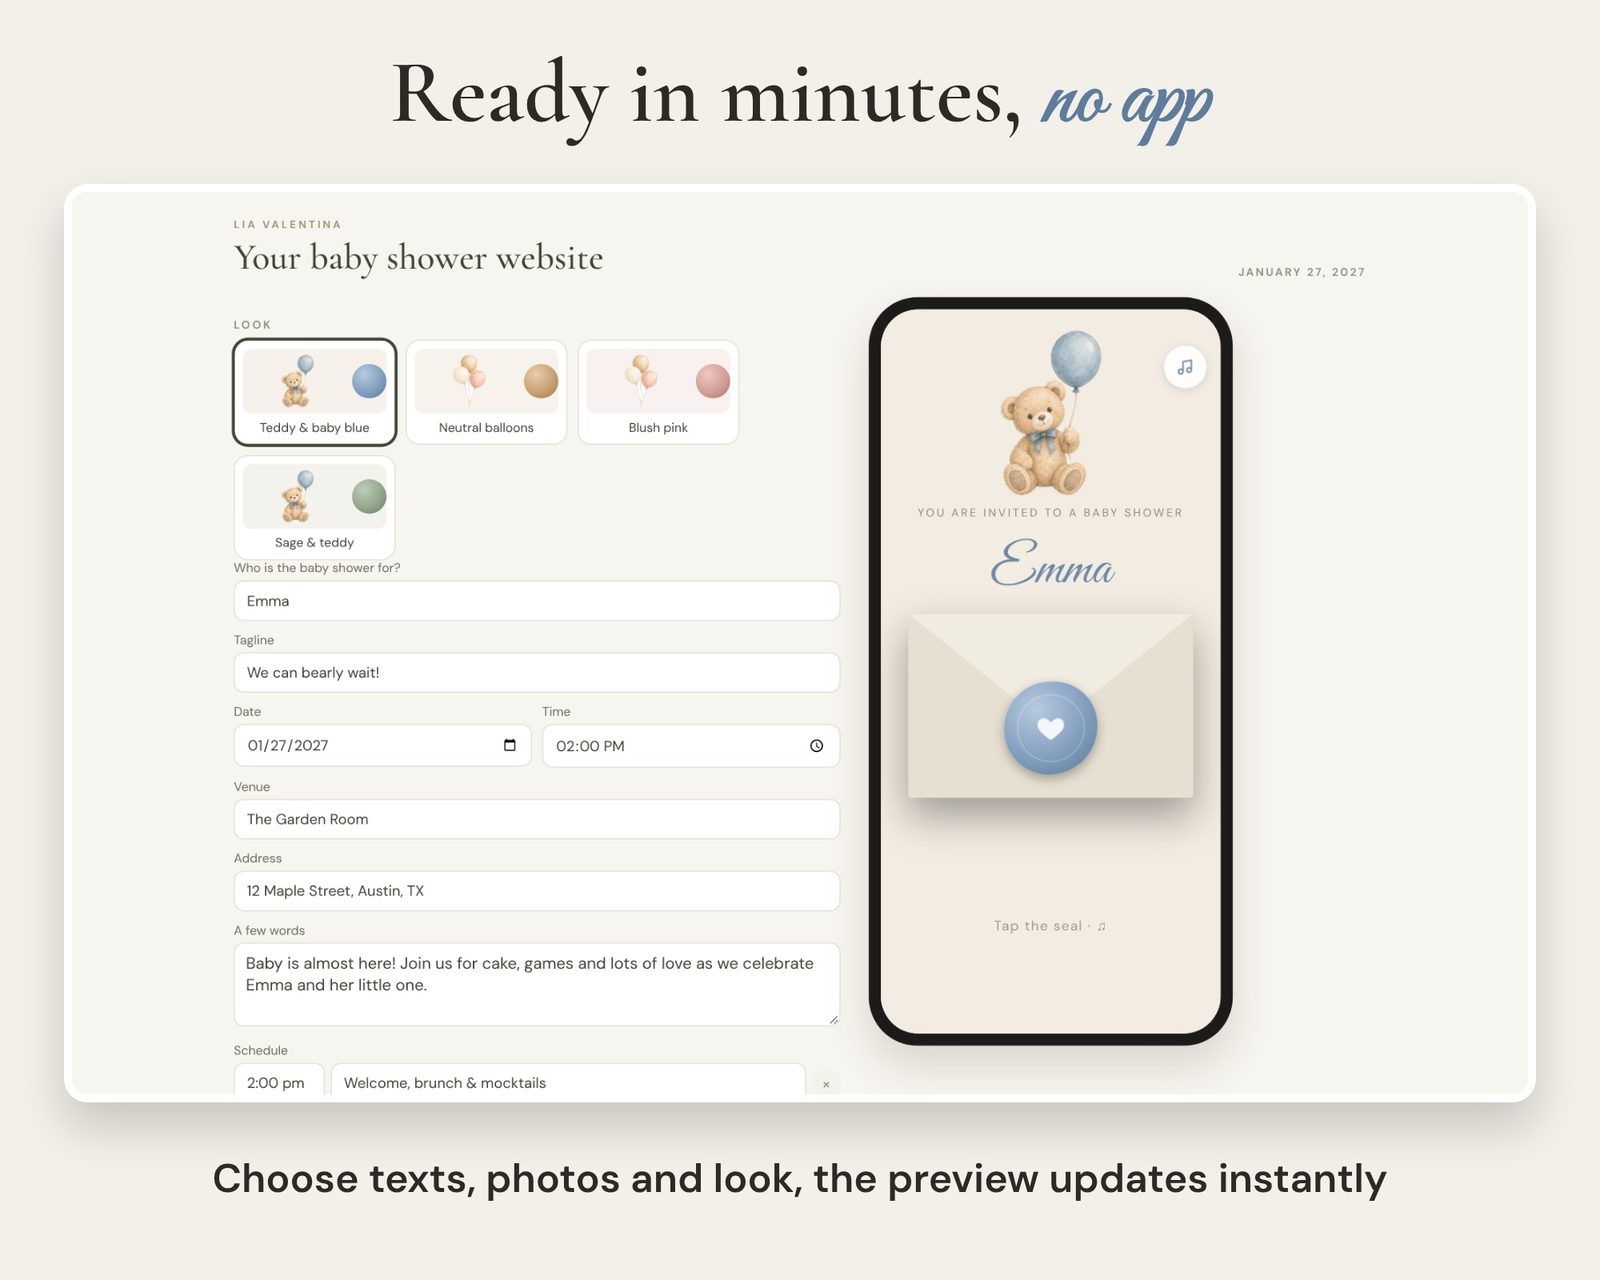 Ready in minutes, no app
LIA VALENTINA
Your baby shower website
JANUARY 27, 2027
LOOK
Teddy & baby blue
Neutral balloons
Blush pink
Sage & teddy
Who is the baby shower for?
Emma
Tagline
We can bearly wait!
Date
Time
01/27/2027
02:00 PM
Venue
The Garden Room
Address
12 Maple Street, Austin, TX
A few words
Baby is almost here! Join us for cake, games and lots of love as we celebrate
Emma and her little one.
Schedule
2:00 pm
Welcome, brunch & mocktails
×
YOU ARE INVITED TO A BABY SHOWER
Emma
Tap the seal · ♫
Choose texts, photos and look, the preview updates instantly